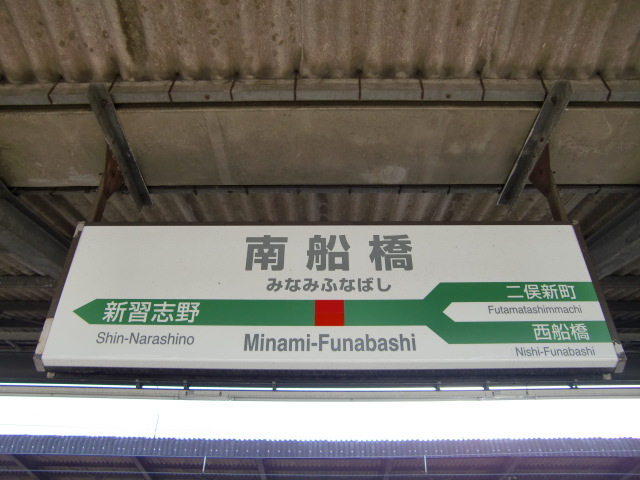 南船橋
みなみふなばし
新習志野
Shin-Narashino
Minami-Funabashi
二俣新町
Futamatashimmachi
西船橋
Nishi-Funabashi